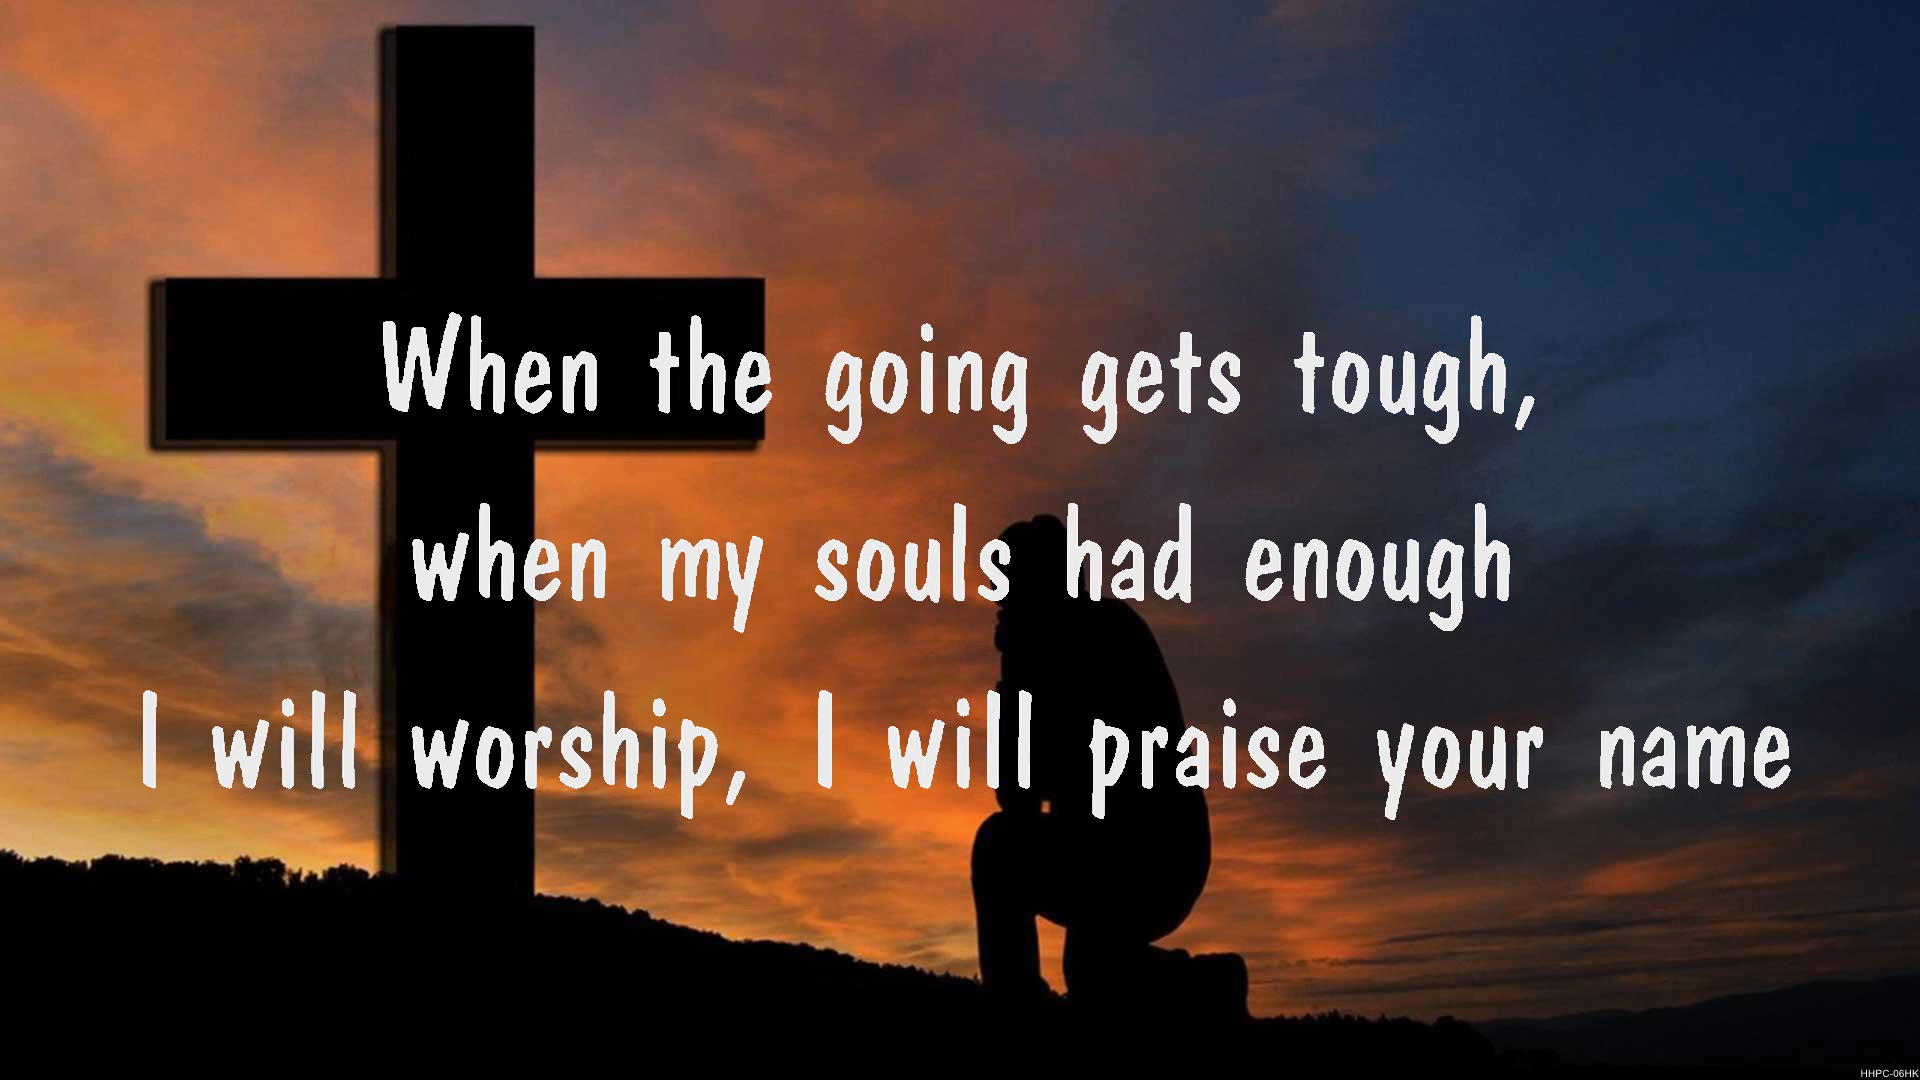 When the going gets tough,
when my souls had enough
I will worship, I will praise your name
HHPC-06HK